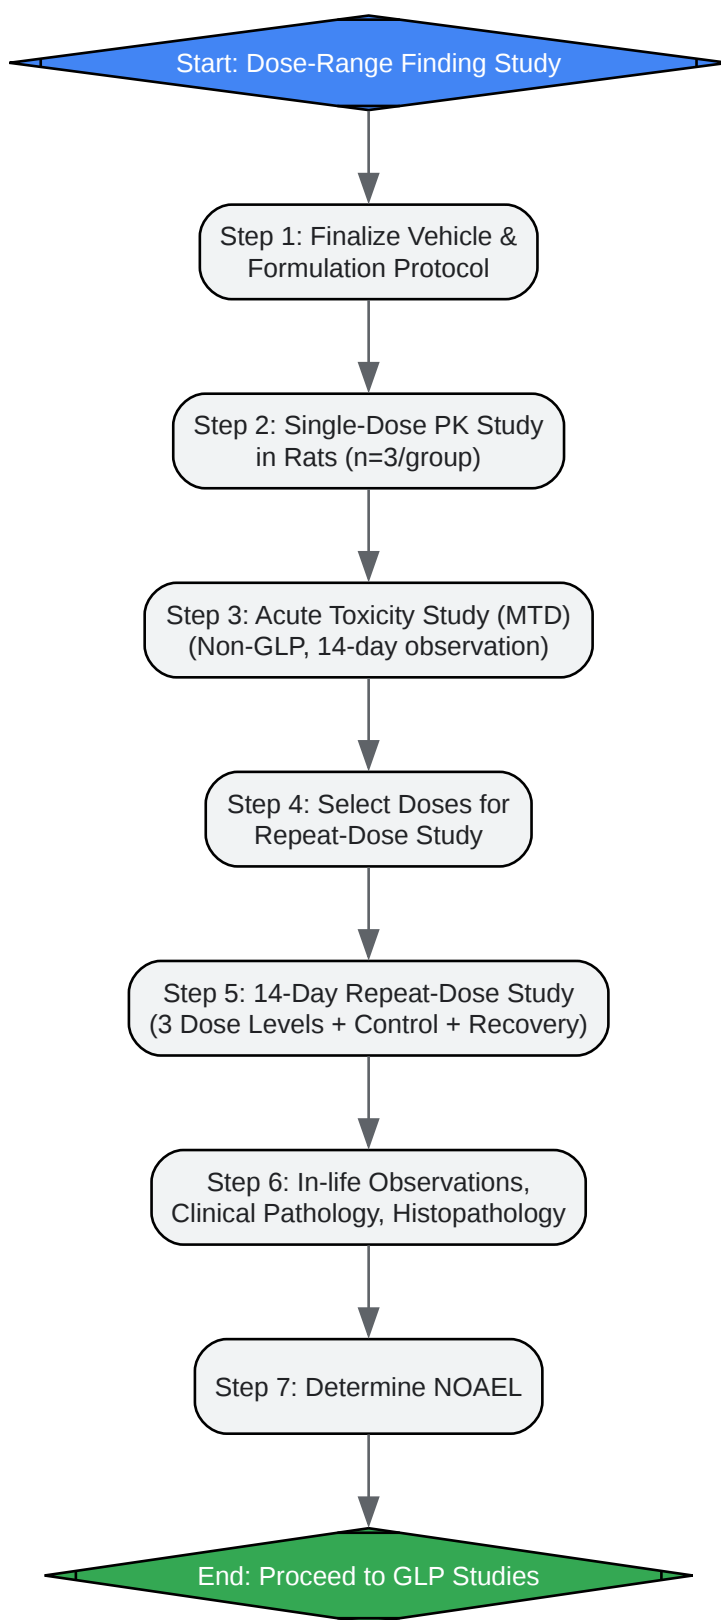 Start: Dose-Range Finding Study
Step 1: Finalize Vehicle &
Formulation Protocol
Step 2: Single-Dose PK Study
in Rats (n=3/group)
Step 3: Acute Toxicity Study (MTD)
(Non-GLP, 14-day observation)
Step 4: Select Doses for
Repeat-Dose Study
Step 5: 14-Day Repeat-Dose Study
(3 Dose Levels + Control + Recovery)
Step 6: In-life Observations,
Clinical Pathology, Histopathology
Step 7: Determine NOAEL
End: Proceed to GLP Studies